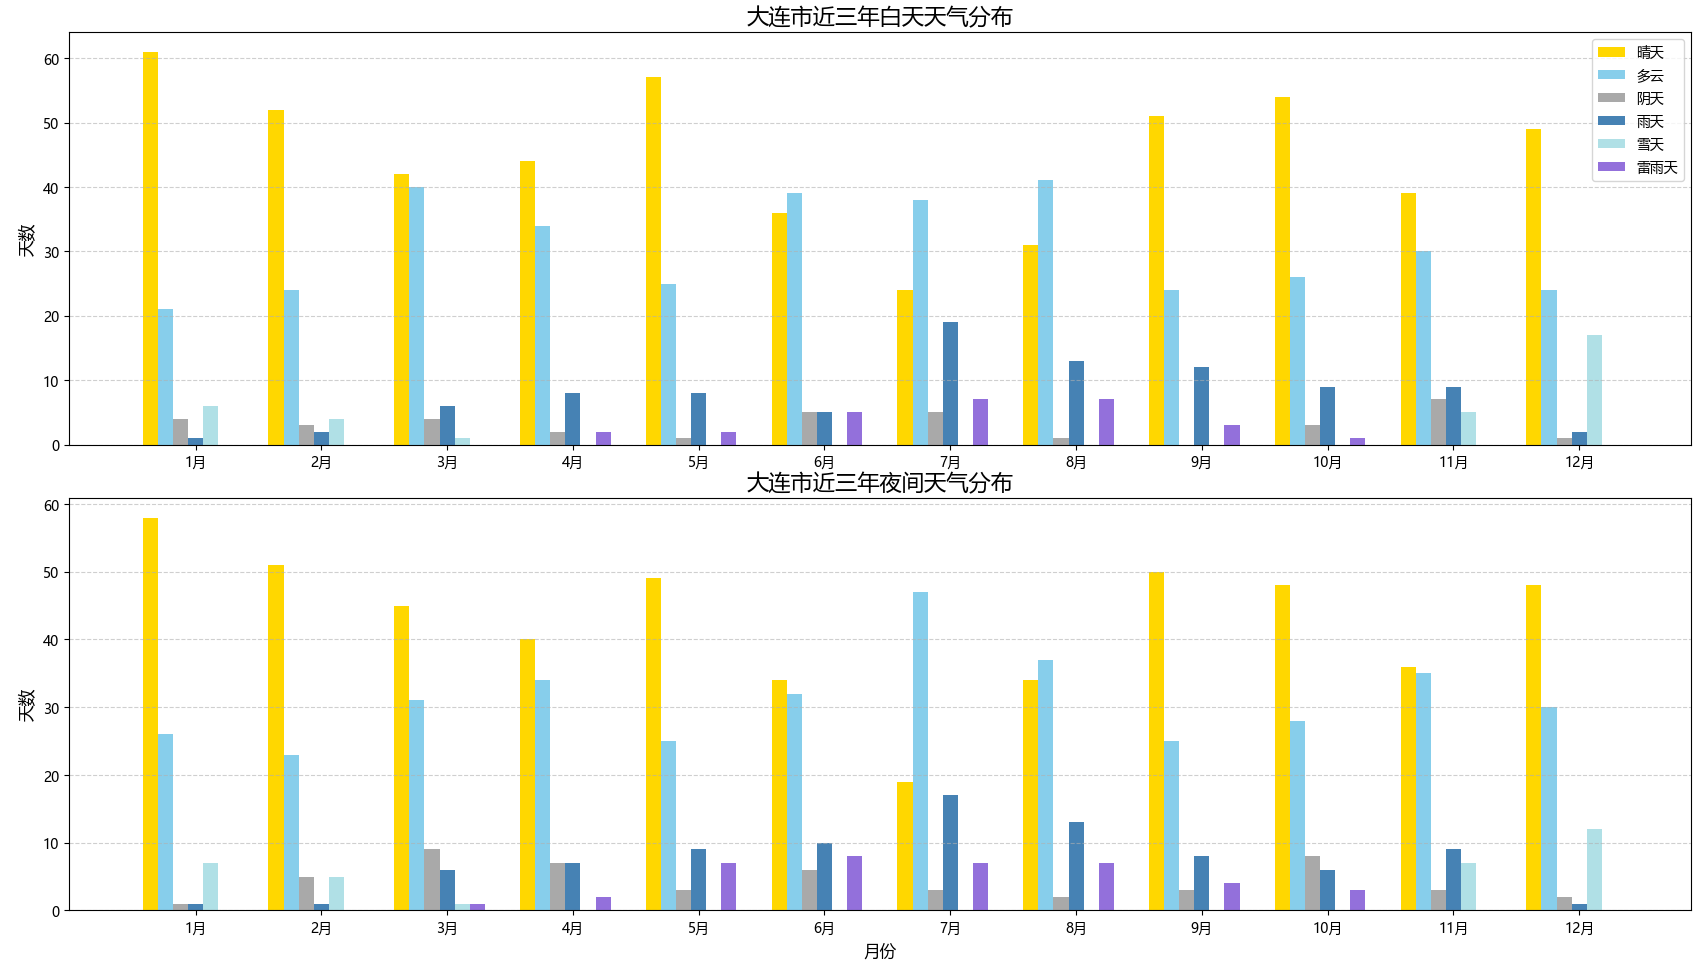 大连市近三年白天天气分布
60
50
40
30
20
10
0
天数
晴天
多云
阴天
雨天
雪天
雷雨天
1月 2月 3月 4月 5月 6月 7月 8月 9月 10月 11月 12月
大连市近三年夜间天气分布
60
50
40
30
20
10
0
天数
1月 2月 3月 4月 5月 6月 7月 8月 9月 10月 11月 12月
月份